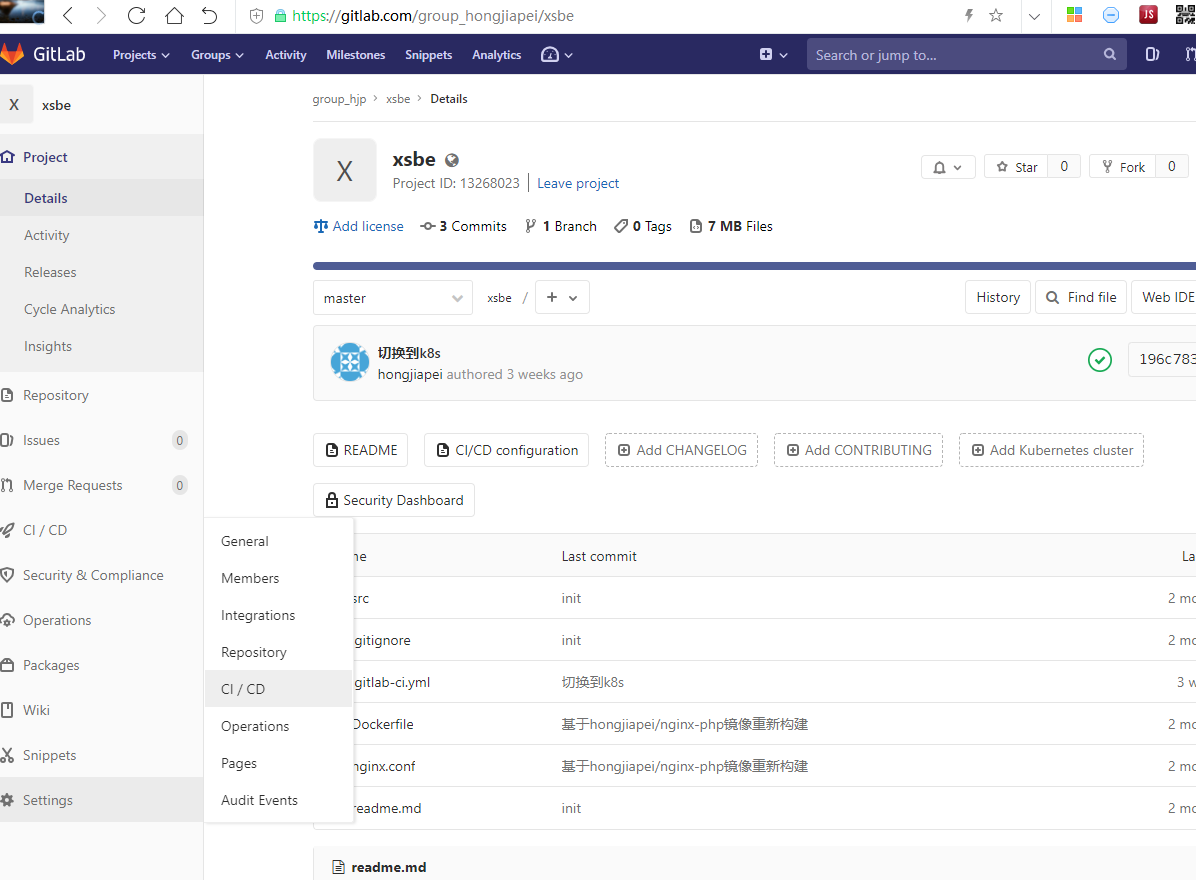 https://gitlab.com/group_hongjiapei/xsbe
JS
GitLab Projects Groups Activity Milestones Snippets Analytics Search or jump to...
X xsbe
group_hjp › xsbe › Details
Project
Details
Activity
Releases
Cycle Analytics
Insights
Repository
Issues 0
Merge Requests 0
CI / CD
Security & Compliance
Operations
Packages
Wiki
Snippets
Settings
General
Members
Integrations
Repository
CI / CD
Operations
Pages
Audit Events
X
xsbe
Project ID: 13268023 | Leave project
Star 0 Fork 0
Add license 3 Commits 1 Branch 0 Tags 7 MB Files
master xsbe / + History Find file Web IDE
切换到k8s
hongjiapei authored 3 weeks ago
196c783
README CI/CD configuration Add CHANGELOG Add CONTRIBUTING Add Kubernetes cluster
Security Dashboard
me Last commit La
src init 2 mo
gitignore init 2 mo
gitlab-ci.yml 切换到k8s 3 w
Dockerfile 基于hongjiapei/nginx-php镜像重新构建 2 mo
nginx.conf 基于hongjiapei/nginx-php镜像重新构建 2 mo
readme.md init 2 mo
readme.md